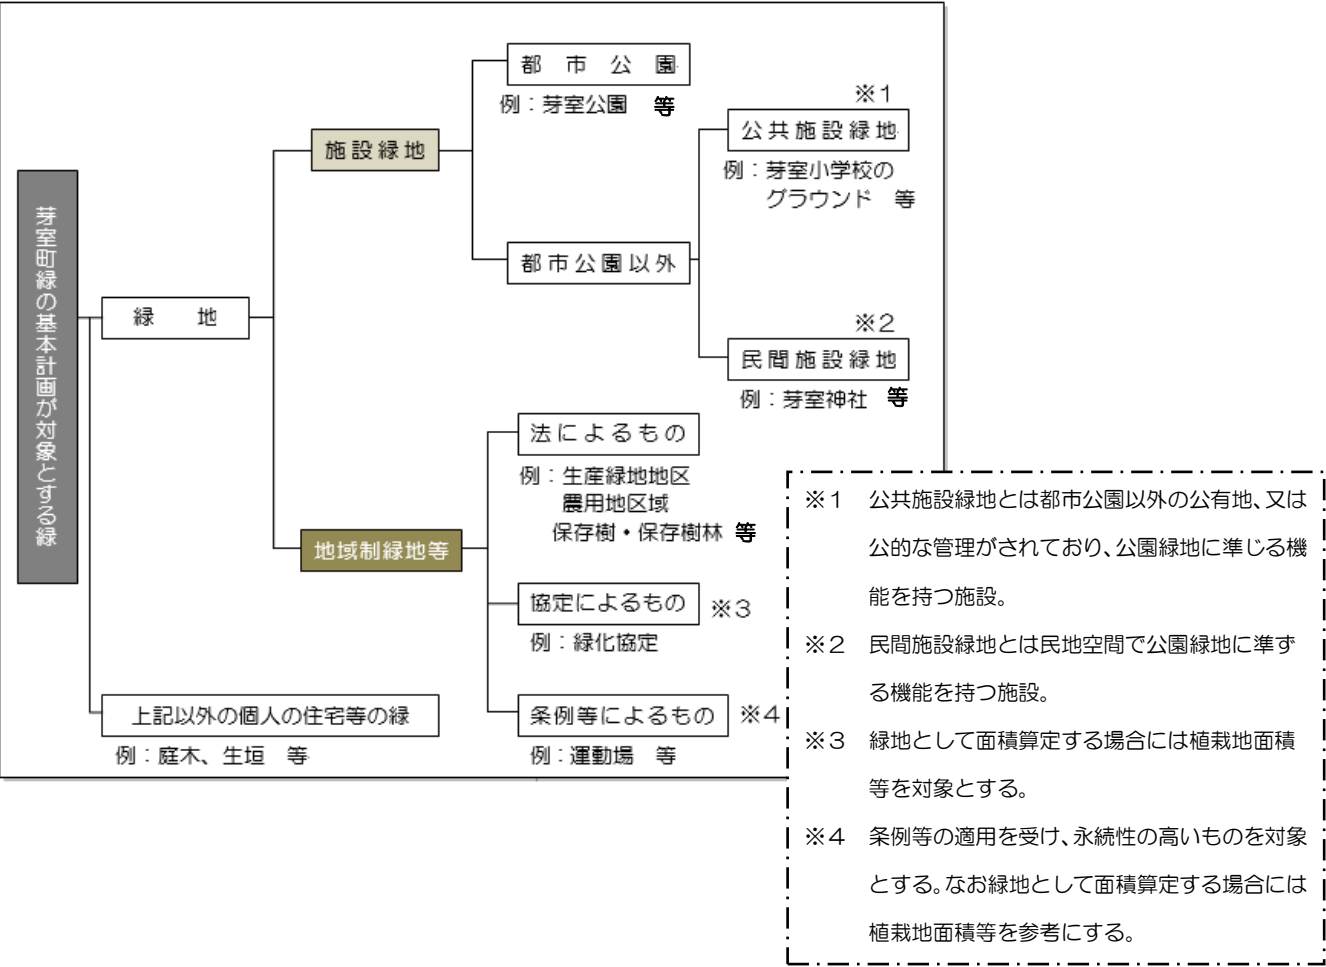 芽室町緑の基本計画が対象とする緑
緑　地
施設緑地
都市公園
例：芽室公園　等
都市公園以外
※1
公共施設緑地
例：芽室小学校の
グラウンド　等
※2
民間施設緑地
例：芽室神社　等
地域制緑地等
法によるもの
例：生産緑地地区
農用地区域
保存樹・保存樹林　等
協定によるもの　※3
例：緑化協定
条例等によるもの　※4
例：運動場　等
上記以外の個人の住宅等の緑
例：庭木、生垣　等
※1　公共施設緑地とは都市公園以外の公有地、又は
公的な管理がされており、公園緑地に準じる機
能を持つ施設。
※2　民間施設緑地とは民地空間で公園緑地に準ず
る機能を持つ施設。
※3　緑地として面積算定する場合には植栽地面積
等を対象とする。
※4　条例等の適用を受け、永続性の高いものを対象
とする。なお緑地として面積算定する場合には
植栽地面積等を参考にする。